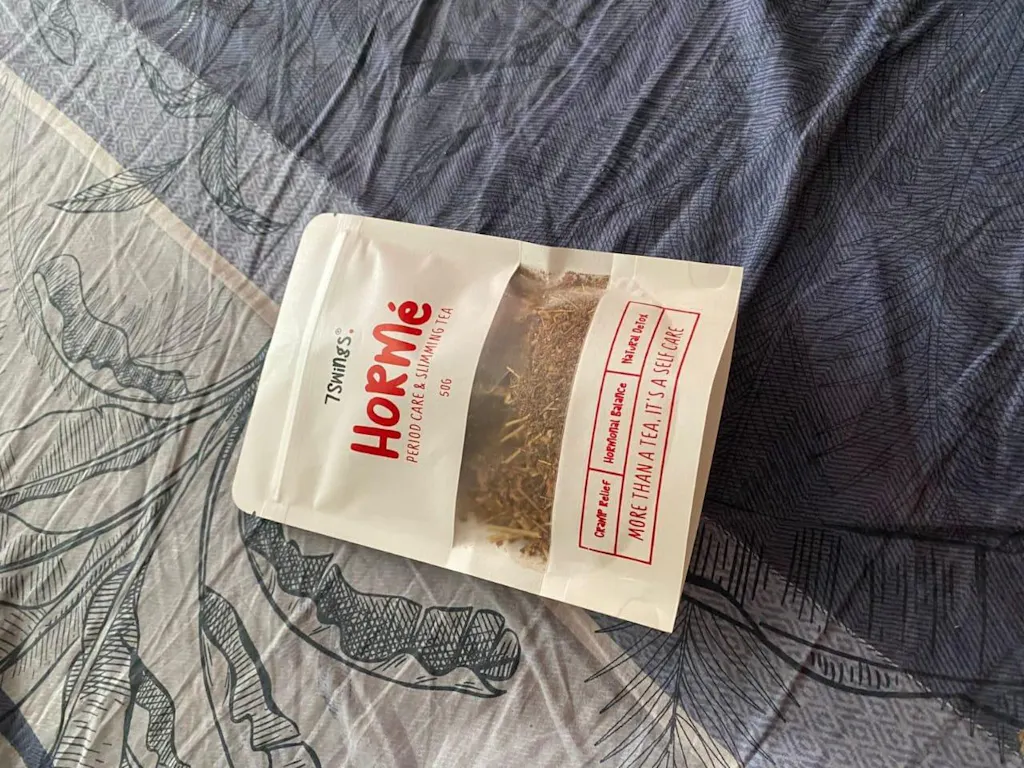 7SWiNGS®
HORMé
PERIOD CARE & SLIMMING TEA
50G
CRAMP Relief
HORMONal Balance
NaTURal DeTOX
MORE THAN A TEA, IT'S A SELF CARE